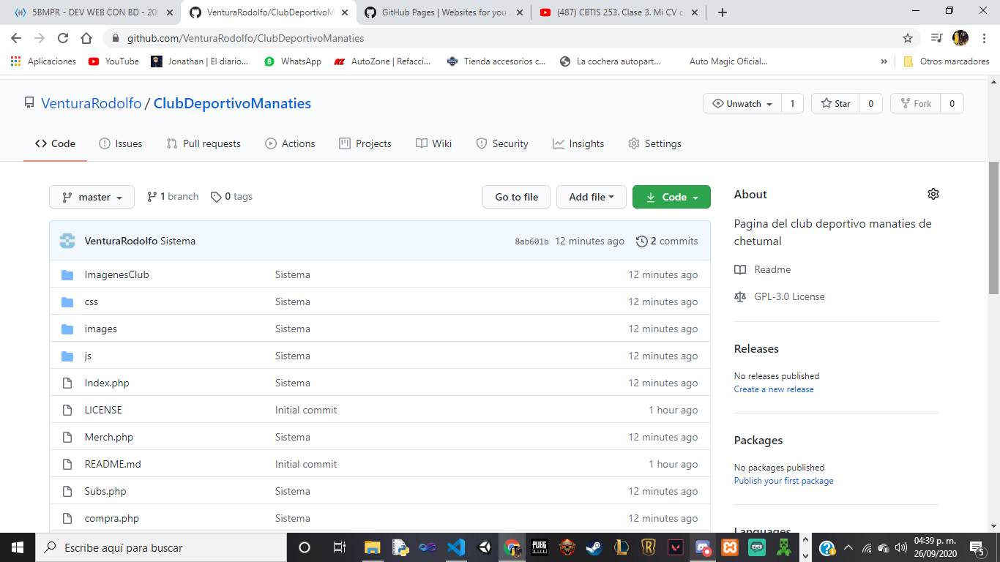 5BMPR - DEV WEB CON BD - 20
VenturaRodolfo/ClubDeportivoM
GitHub Pages | Websites for you
(487) CBTIS 253. Clase 3. Mi CV c
github.com/VenturaRodolfo/ClubDeportivoManaties
Aplicaciones YouTube Jonathan | El diario... WhatsApp AutoZone | Refacci... Tienda accesorios c... La cochera autopart... Auto Magic Oficial... » Otros marcadores
VenturaRodolfo / ClubDeportivoManaties
Unwatch 1 Star 0 Fork 0
Code Issues Pull requests Actions Projects Wiki Security Insights Settings
master 1 branch 0 tags Go to file Add file Code
VenturaRodolfo Sistema 8ab601b 12 minutes ago 2 commits
ImagenesClub Sistema 12 minutes ago
css Sistema 12 minutes ago
images Sistema 12 minutes ago
js Sistema 12 minutes ago
Index.php Sistema 12 minutes ago
LICENSE Initial commit 1 hour ago
Merch.php Sistema 12 minutes ago
README.md Initial commit 1 hour ago
Subs.php Sistema 12 minutes ago
compra.php Sistema 12 minutes ago
About
Pagina del club deportivo manaties de
chetumal
Readme
GPL-3.0 License
Releases
No releases published
Create a new release
Packages
No packages published
Publish your first package
Languages
Escribe aquí para buscar
04:39 p. m.
26/09/2020
5